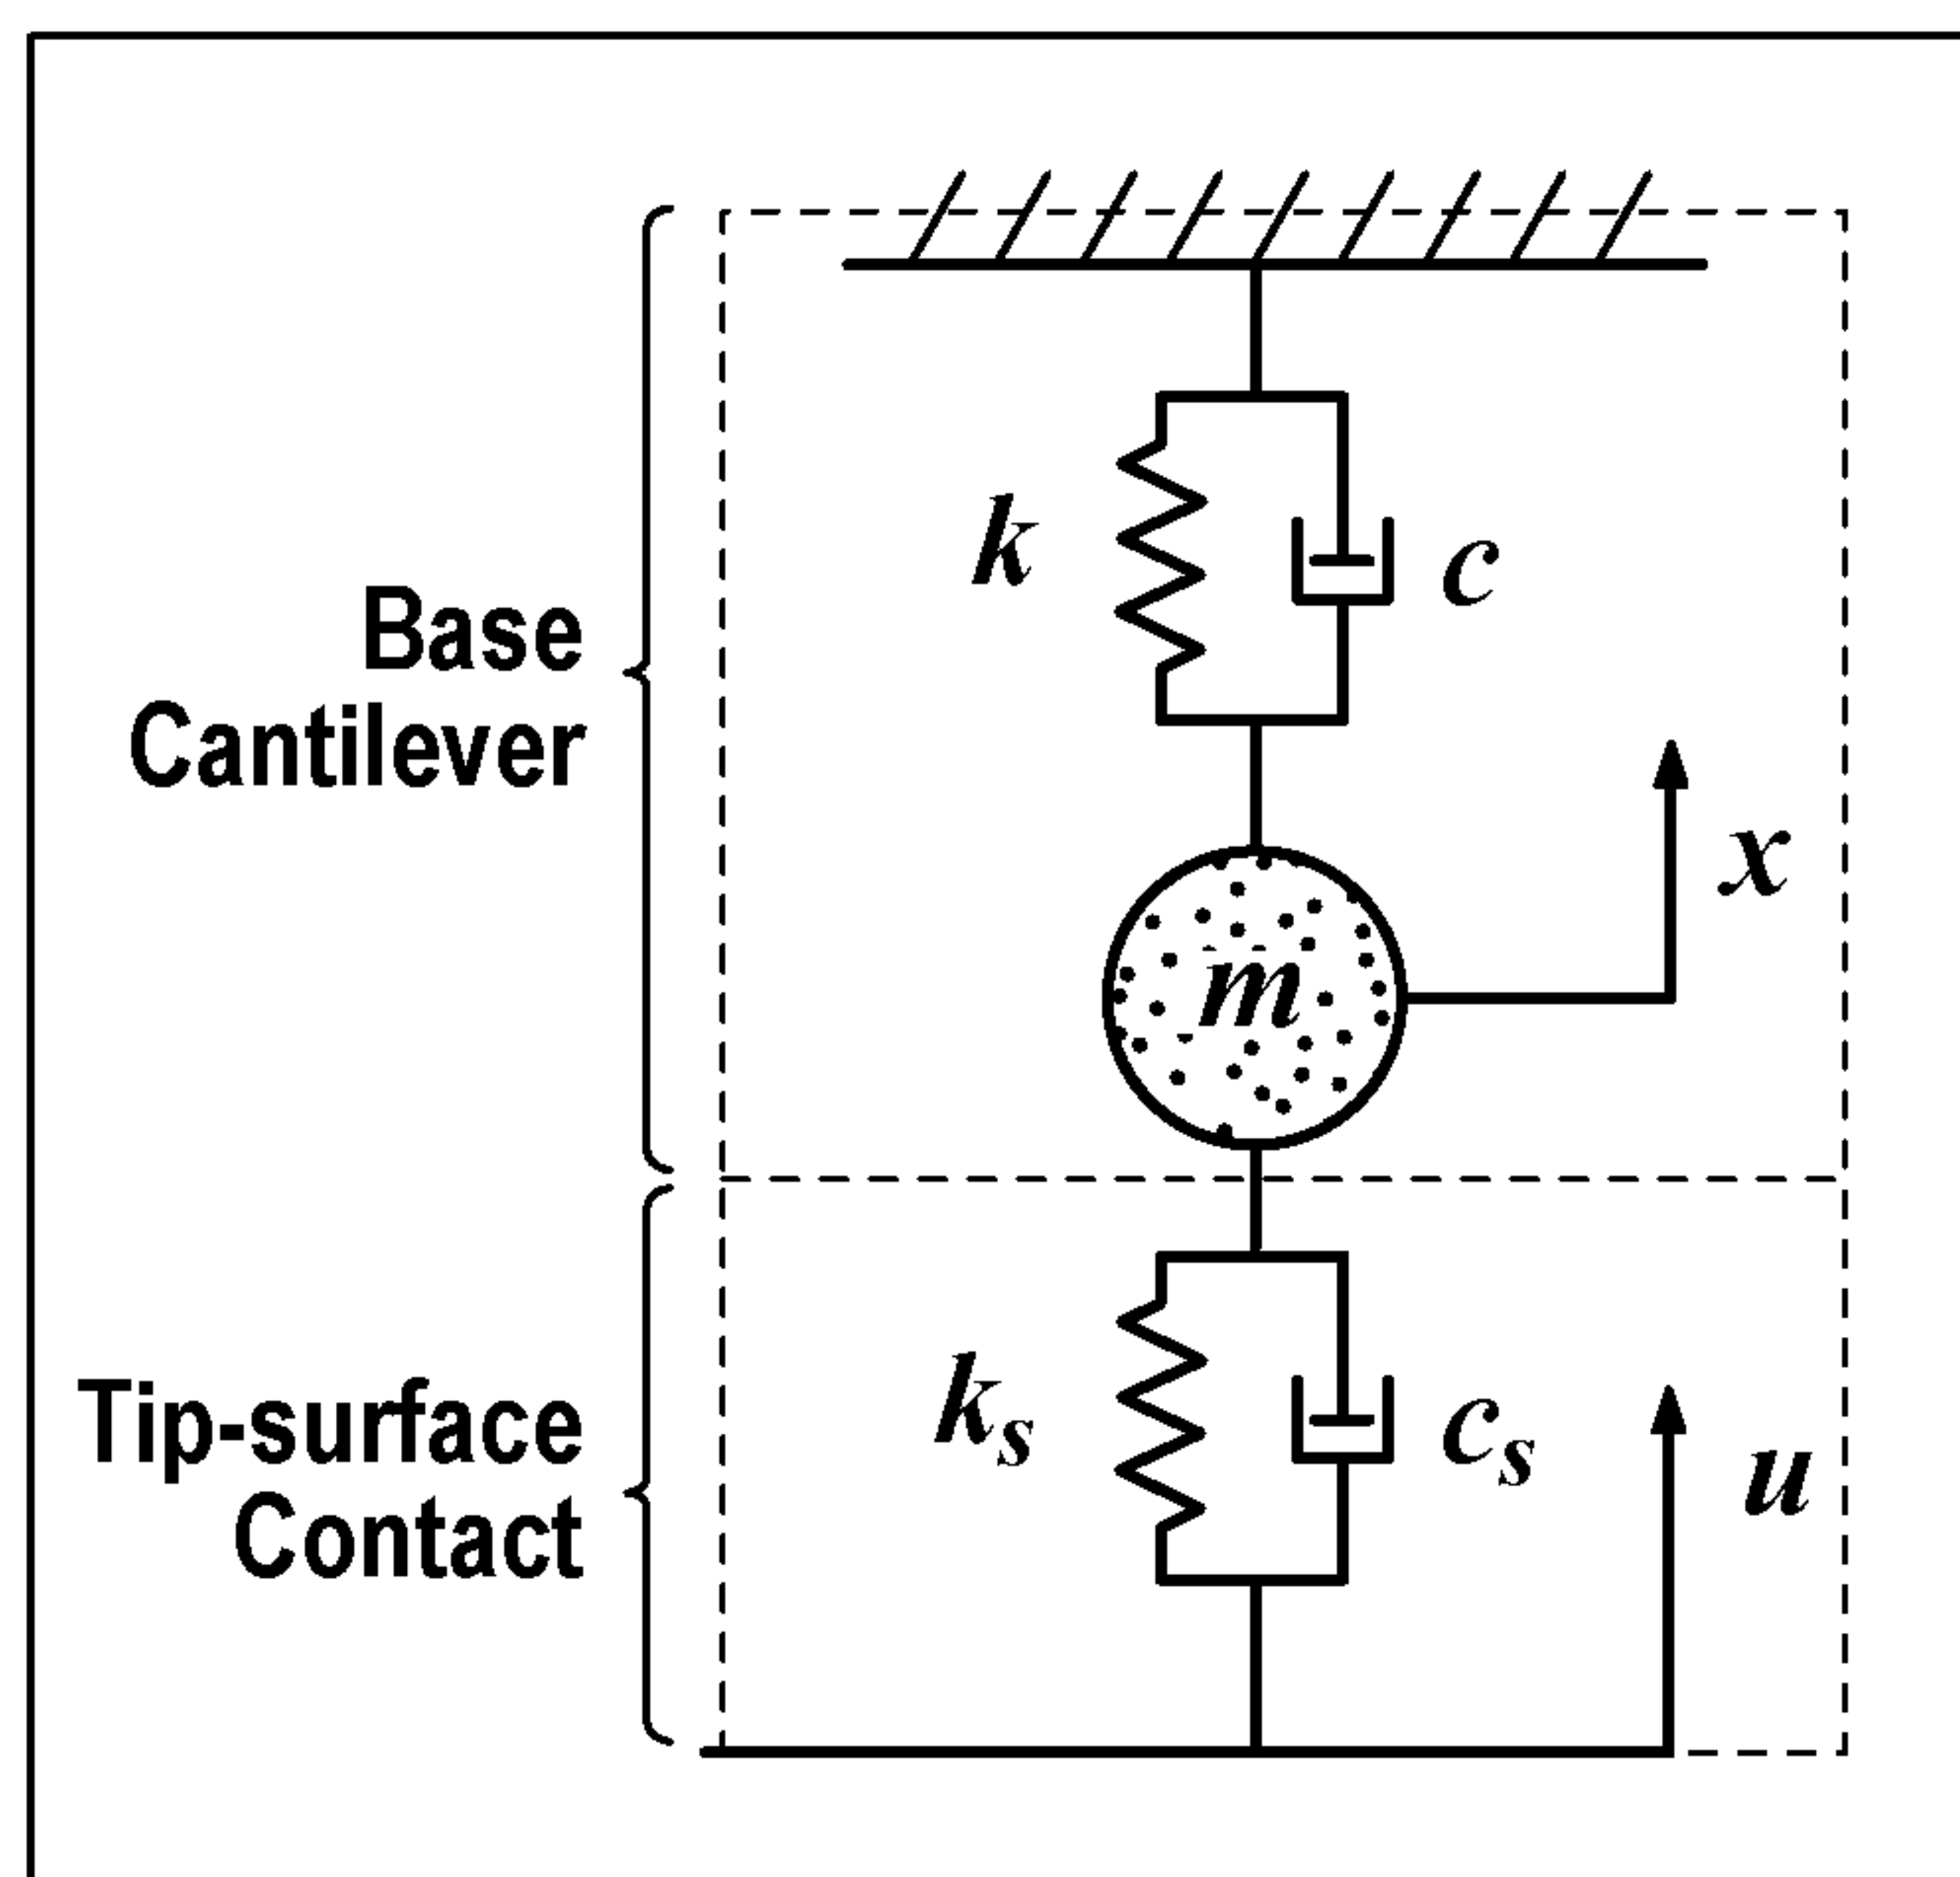 k
c
Base
Cantilever
x
m
Tip-surface
Contact
kₛ
cₛ
u